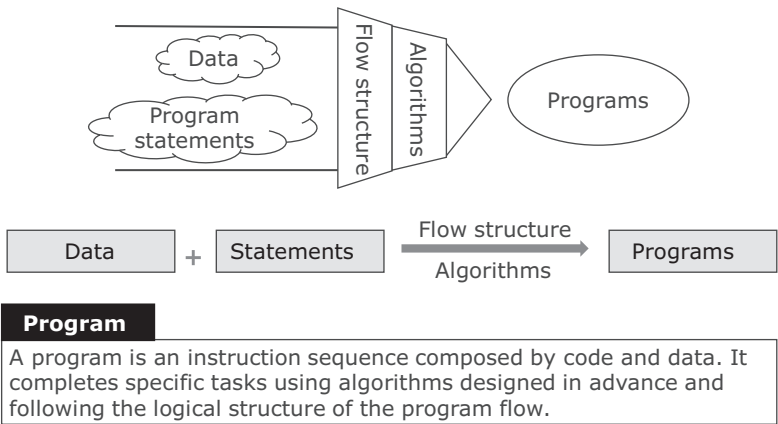 Data
Program
statements
Flow structure
Algorithms
Programs
Data
+
Statements
Flow structure
Algorithms
Programs
Program
A program is an instruction sequence composed by code and data. It
completes specific tasks using algorithms designed in advance and
following the logical structure of the program flow.